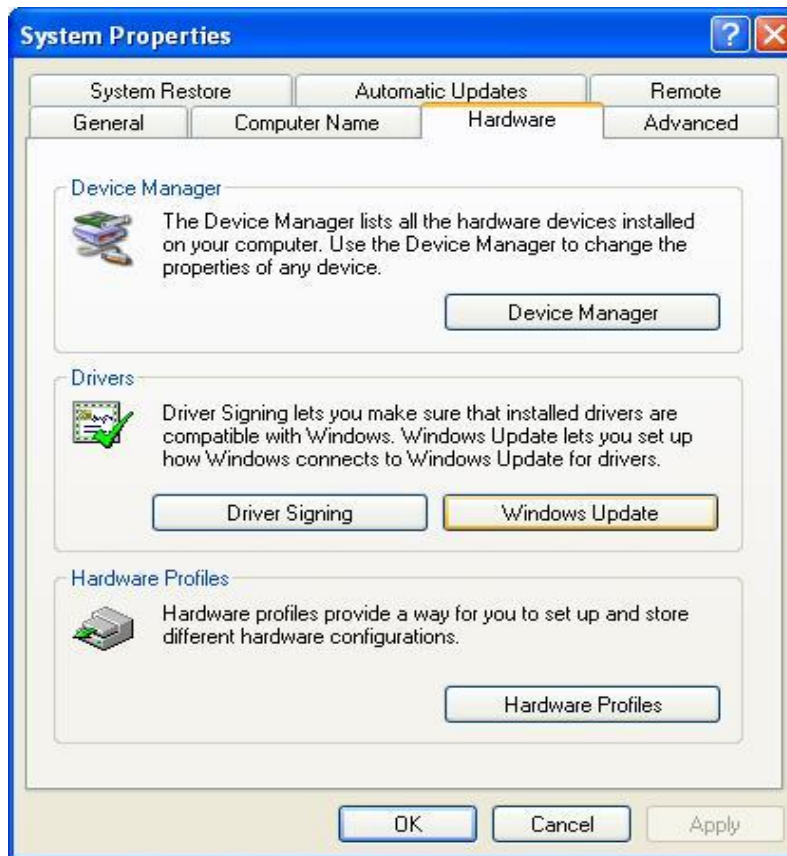 System Properties
System Restore Automatic Updates Remote
General Computer Name Hardware Advanced
Device Manager
The Device Manager lists all the hardware devices installed
on your computer. Use the Device Manager to change the
properties of any device.
Device Manager
Drivers
Driver Signing lets you make sure that installed drivers are
compatible with Windows. Windows Update lets you set up
how Windows connects to Windows Update for drivers.
Driver Signing Windows Update
Hardware Profiles
Hardware profiles provide a way for you to set up and store
different hardware configurations.
Hardware Profiles
OK Cancel Apply